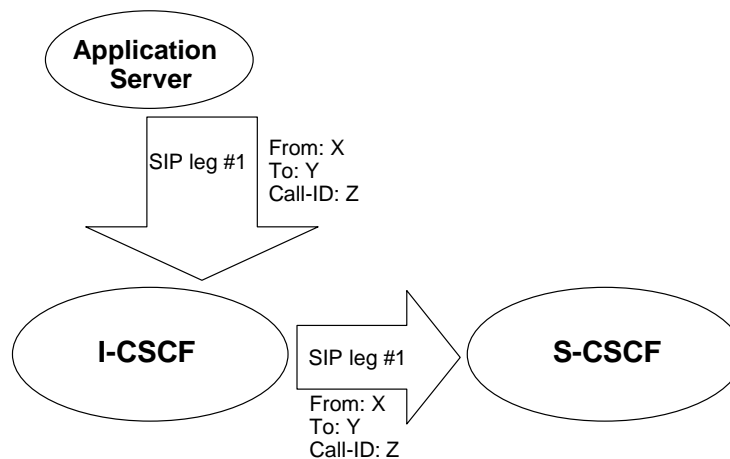 Application
Server
SIP leg #1
From: X
To: Y
Call-ID: Z
I-CSCF
SIP leg #1
S-CSCF
From: X
To: Y
Call-ID: Z